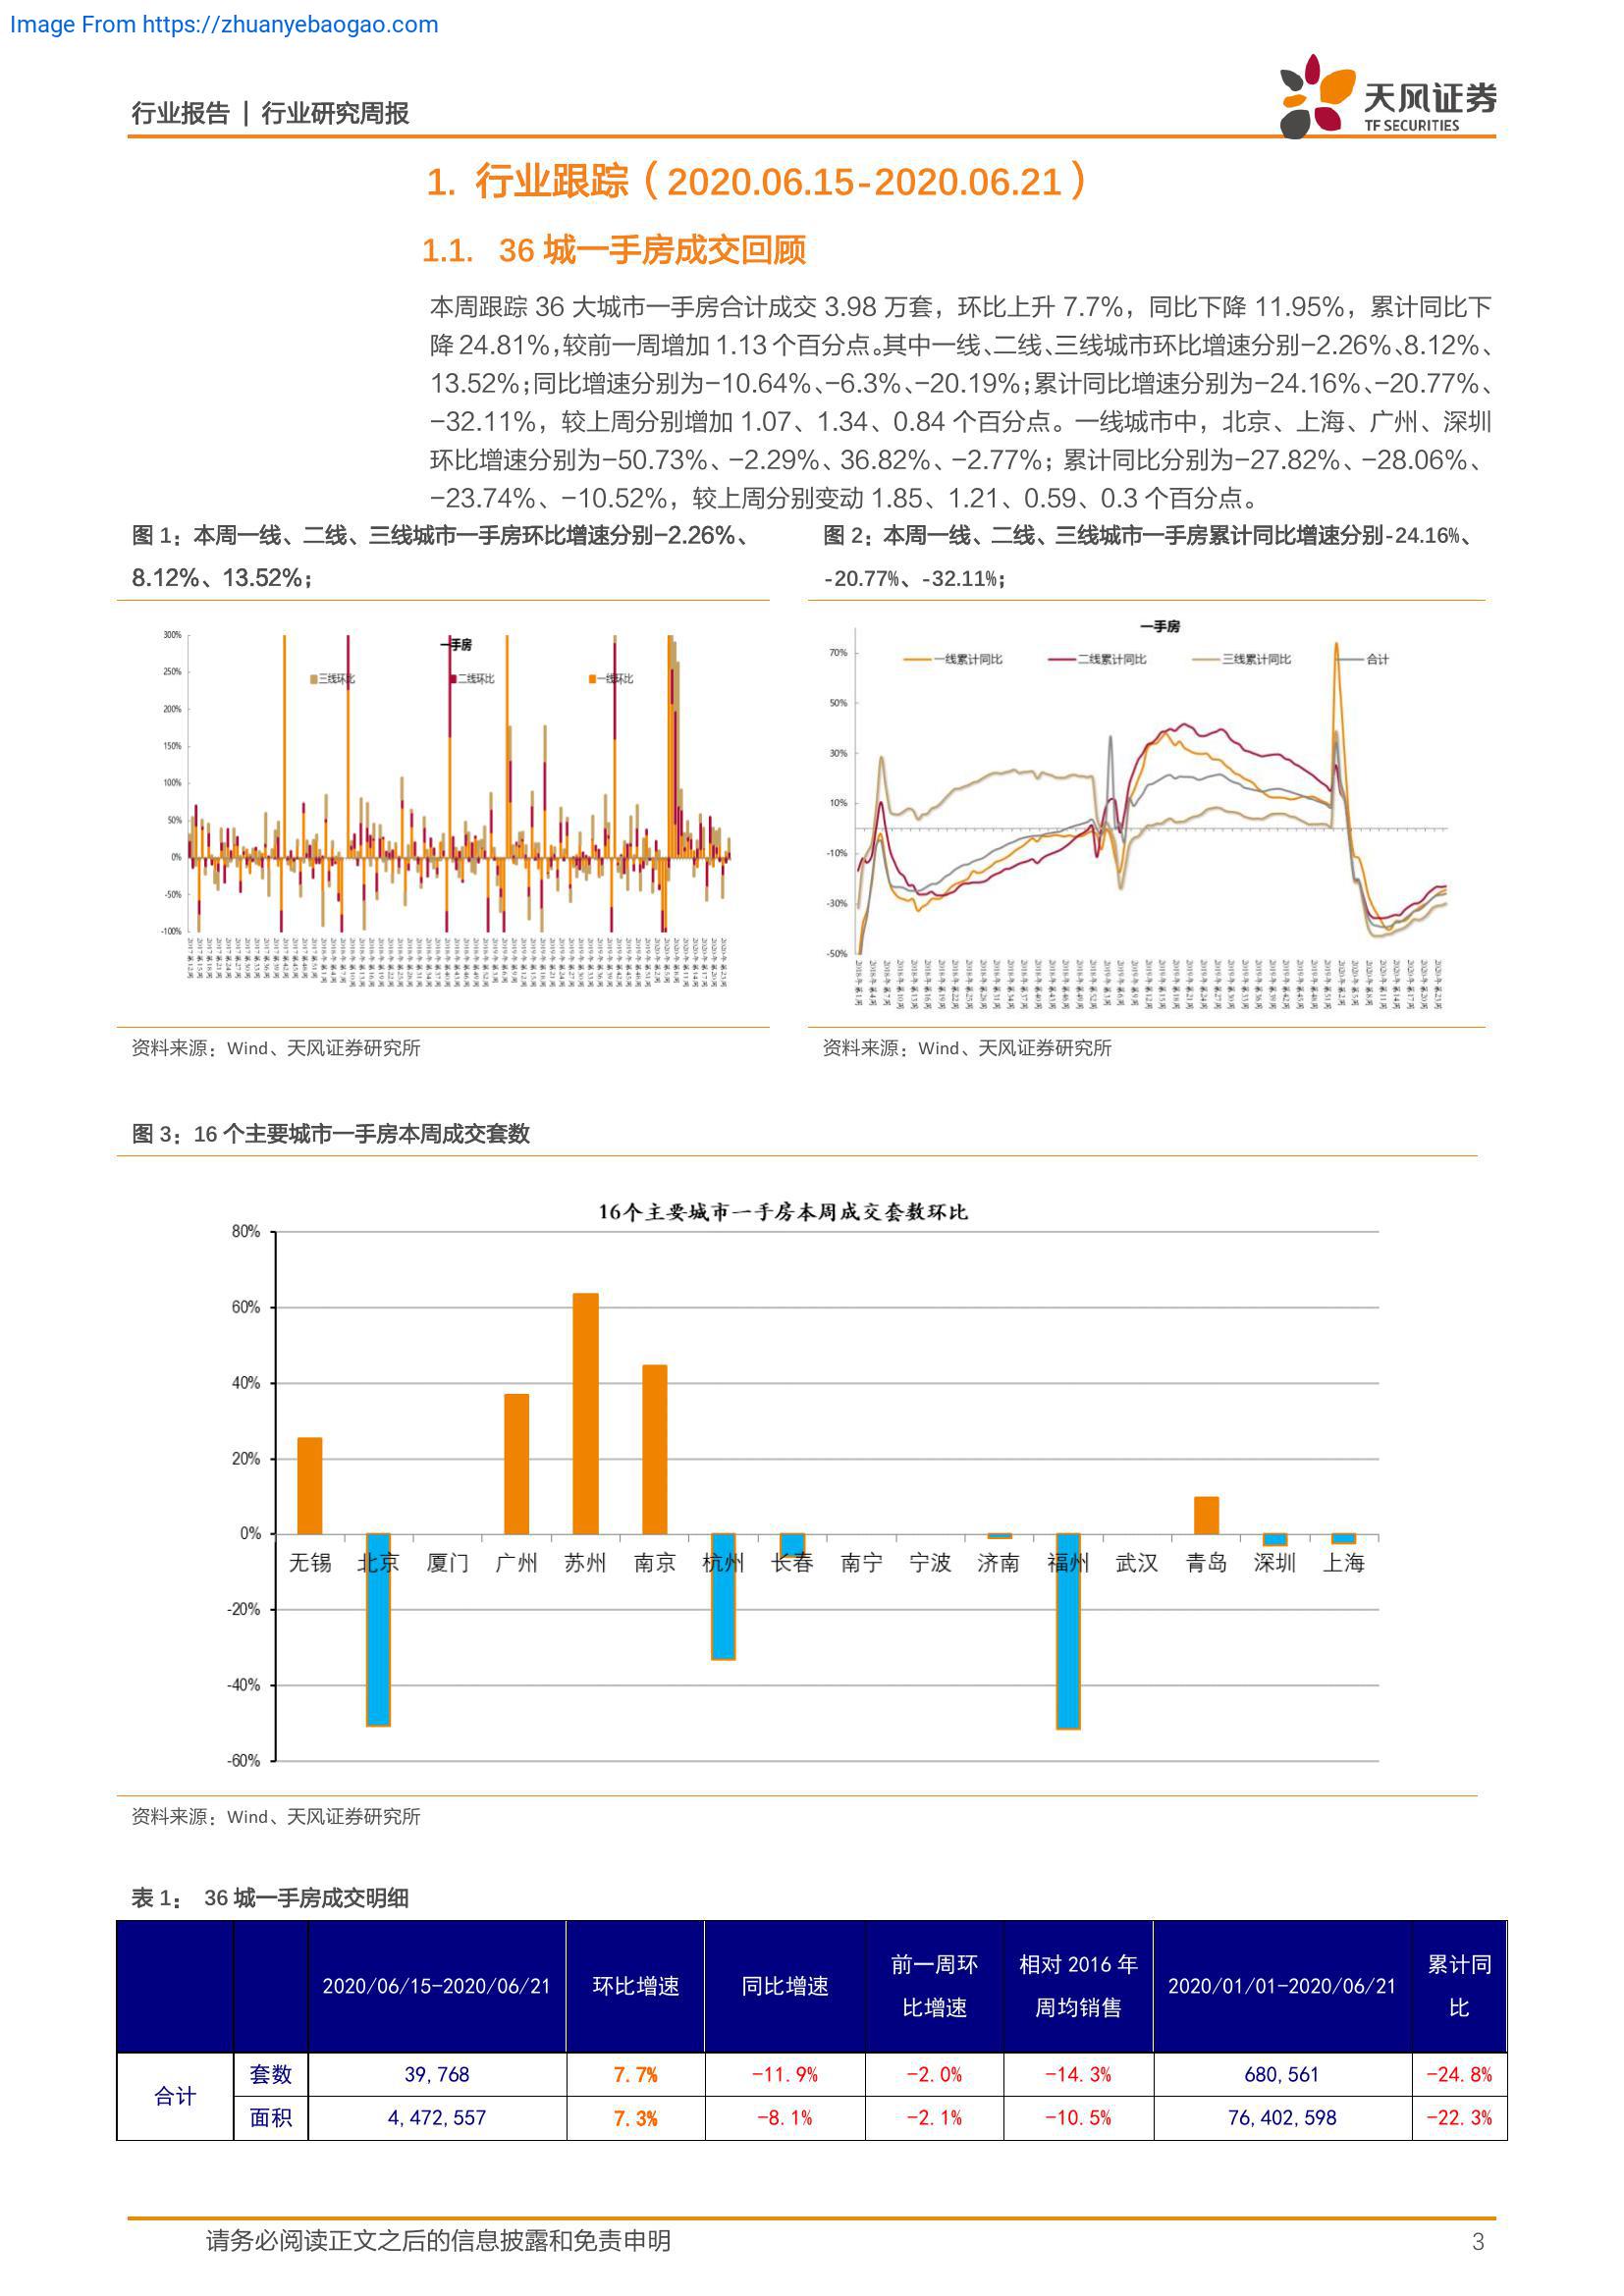 Image From https://zhuanyebaogao.com
行业报告 | 行业研究周报
天风证券
TF SECURITIES
1. 行业跟踪（2020.06.15-2020.06.21）
1.1. 36 城一手房成交回顾
本周跟踪 36 大城市一手房合计成交 3.98 万套，环比上升 7.7%，同比下降 11.95%，累计同比下
降 24.81%，较前一周增加 1.13 个百分点。其中一线、二线、三线城市环比增速分别-2.26%、8.12%、
13.52%；同比增速分别为-10.64%、-6.3%、-20.19%；累计同比增速分别为-24.16%、-20.77%、
-32.11%，较上周分别增加 1.07、1.34、0.84 个百分点。一线城市中，北京、上海、广州、深圳
环比增速分别为-50.73%、-2.29%、36.82%、-2.77%；累计同比分别为-27.82%、-28.06%、
-23.74%、-10.52%，较上周分别变动 1.85、1.21、0.59、0.3 个百分点。
图 1：本周一线、二线、三线城市一手房环比增速分别-2.26%、
8.12%、13.52%；
一手房
三线环比 二线环比 一线环比
300%
250%
200%
150%
100%
50%
0%
-50%
-100%
资料来源：Wind、天风证券研究所
图 2：本周一线、二线、三线城市一手房累计同比增速分别-24.16%、
-20.77%、-32.11%；
一手房
一线累计同比 二线累计同比 三线累计同比 合计
70%
50%
30%
10%
-10%
-30%
-50%
资料来源：Wind、天风证券研究所
图 3：16 个主要城市一手房本周成交套数
16个主要城市一手房本周成交套数环比
80%
60%
40%
20%
0%
-20%
-40%
-60%
无锡 北京 厦门 广州 苏州 南京 杭州 长春 南宁 宁波 济南 福州 武汉 青岛 深圳 上海
资料来源：Wind、天风证券研究所
表 1： 36 城一手房成交明细
2020/06/15-2020/06/21 环比增速 同比增速 前一周环比增速 相对 2016 年周均销售 2020/01/01-2020/06/21 累计同比
合计 套数 39,768 7.7% -11.9% -2.0% -14.3% 680,561 -24.8%
面积 4,472,557 7.3% -8.1% -2.1% -10.5% 76,402,598 -22.3%
请务必阅读正文之后的信息披露和免责申明
3